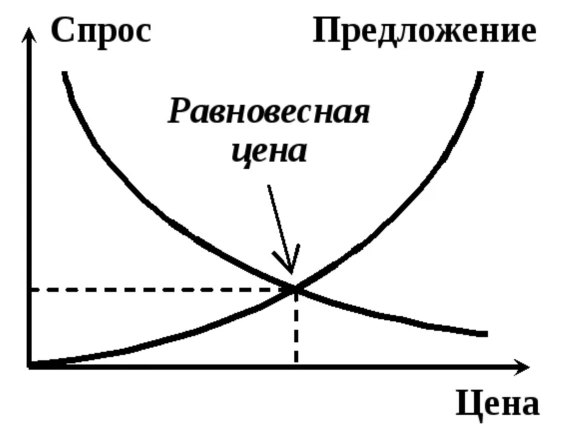 Спрос
Предложение
Равновесная
цена
Цена